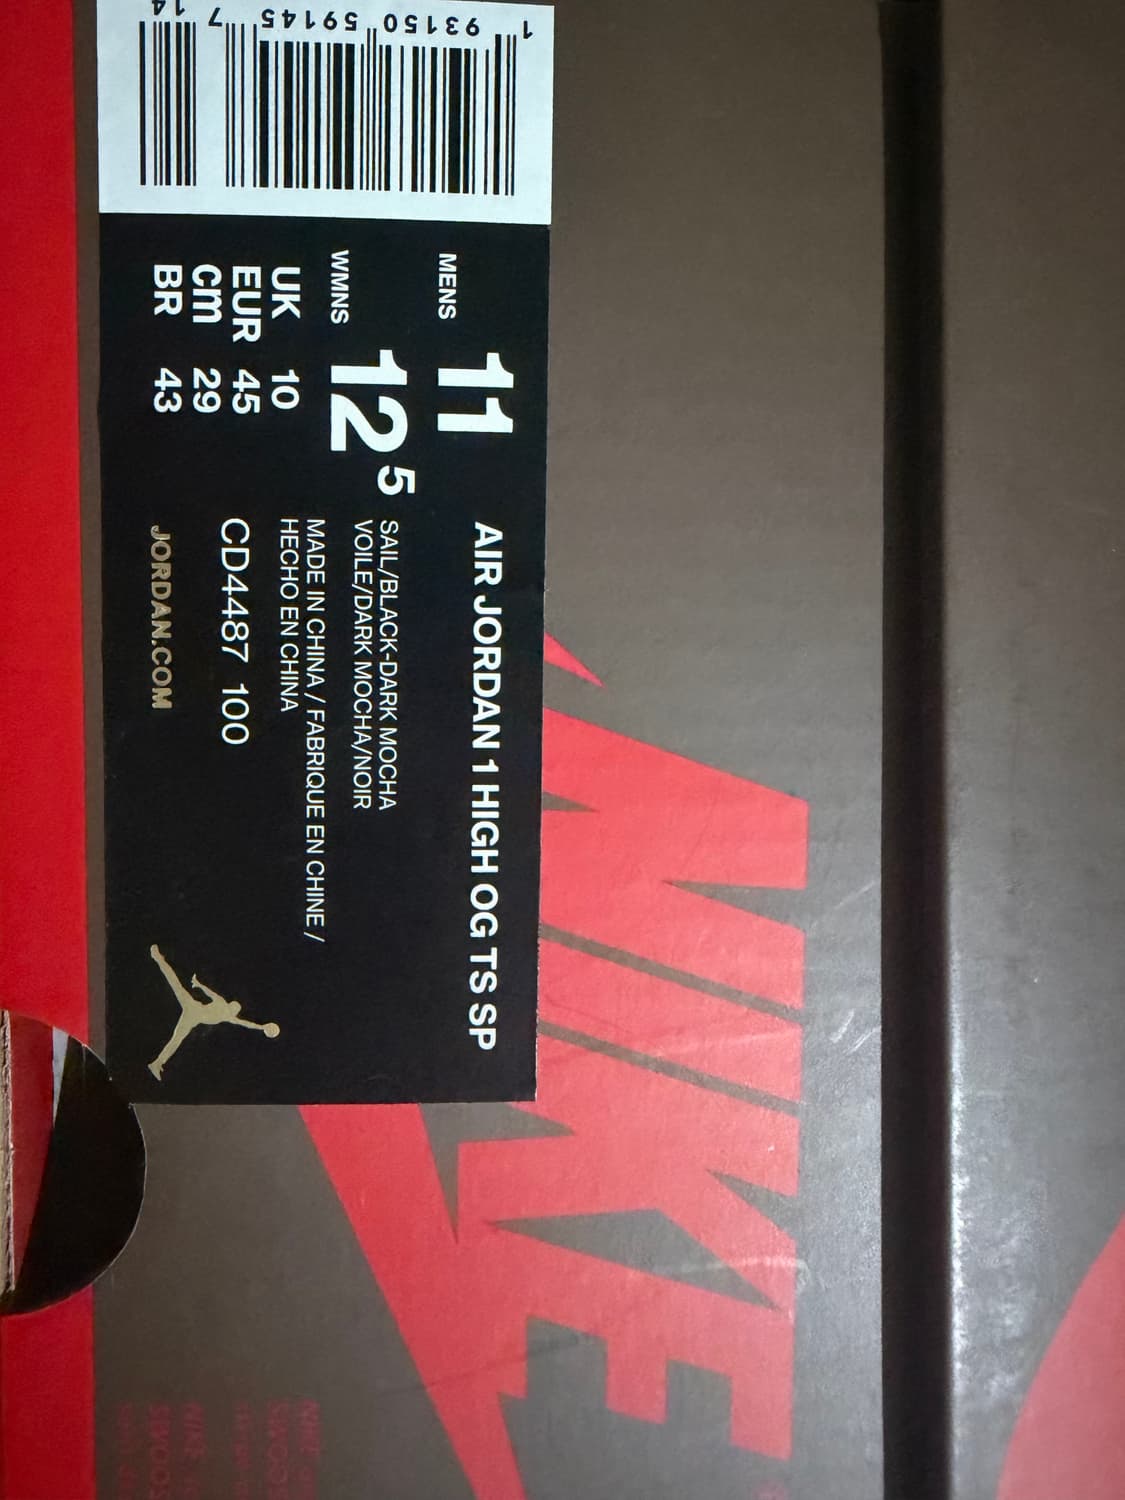 1 93150 59145 7 14
MENS 11
WMNS 12 5
UK 10
EUR 45
cm 29
BR 43
AIR JORDAN 1 HIGH OG TS SP
SAIL/BLACK-DARK MOCHA
VOILE/DARK MOCHA/NOIR
MADE IN CHINA / FABRIQUE EN CHINE /
HECHO EN CHINA
CD4487 100
JORDAN.COM
NIKE